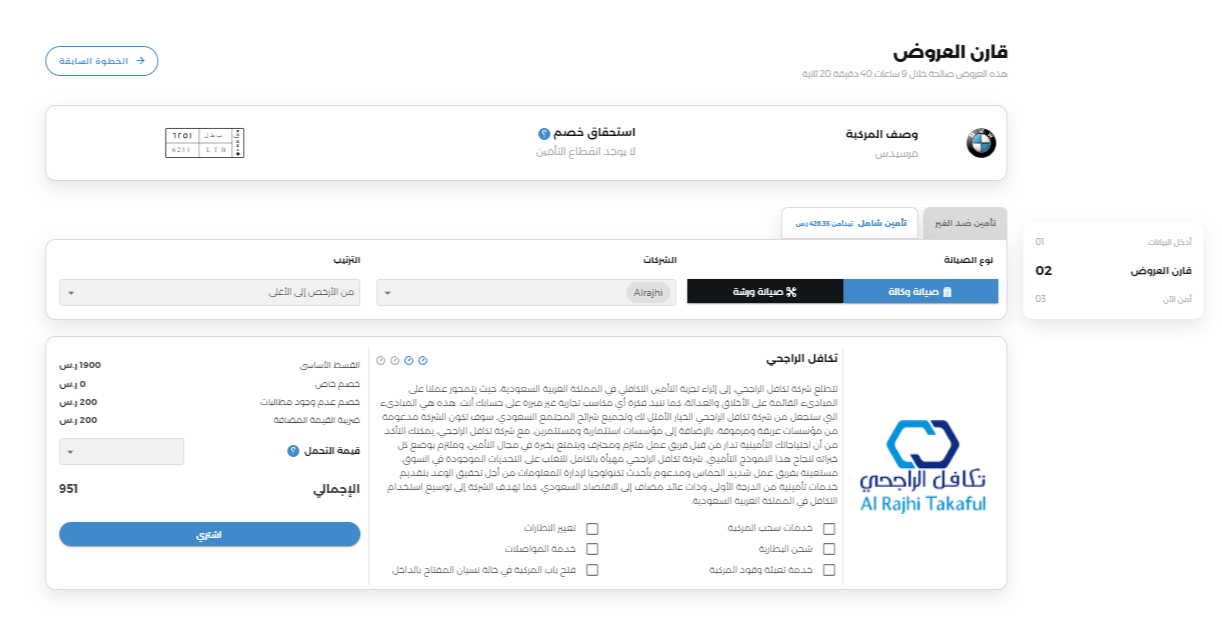 قارن العروض
هذه العروض صالحة خلال 9 ساعات 40 دقيقة 20 ثانية
الخطوة السابقة
وصف المركبة
مرسيدس
استحقاق خصم
لا يوجد انقطاع التأمين
٦٢٥١
6251 LTB
تأمين ضد الغير
تأمين شامل تبدأ من 428.35 ر.س
نوع الصيانة
صيانة وكالة
صيانة ورشة
الشركات
Alrajhi
الترتيب
من الأرخص إلى الأغلى
أدخل البيانات 01
قارن العروض 02
أمن الآن 03
تكافل الراجحي
Al Rajhi Takaful
تكافل الراجحي
تتطلع شركة تكافل الراجحي، إلى إثراء تجربة التأمين التكافلي في المملكة العربية السعودية، حيث يتمحور عملنا على
المبادىء القائمة على الأخلاق والعدالة، كما ننبذ فكرة أي مكاسب تجارية غير مبررة على حسابك أنت. هذه هي المبادىء
التي ستجعل من شركة تكافل الراجحي الخيار الأمثل لك ولجميع شرائح المجتمع السعودي. سوف تكون الشركة مدعومة
من مؤسسات عريقة ومرموقة، بالإضافة إلى مؤسسات استثمارية ومستثمرين. مع شركة تكافل الراجحي، يمكنك التأكد
من أن احتياجاتك التأمينية تدار من قبل فريق عمل ملتزم ومحترف ويتمتع بخبرة في مجال التأمين، وملتزم بوضع كل
خبراته لنجاح هذا النموذج التأميني. شركة تكافل الراجحي مهيأة بالكامل للتغلب على التحديات الموجودة في السوق،
مستعينة بفريق عمل شديد الحماس ومدعوم بأحدث تكنولوجيا لإدارة المعلومات من أجل تحقيق الوعد بتقديم
خدمات تأمينية من الدرجة الأولى، وذات عائد مضاف إلى الاقتصاد السعودي. كما تهدف الشركة إلى توسيع استخدام
التكافل في المملكة العربية السعودية.
خدمات سحب المركبة
تغيير الاطارات
شحن البطارية
خدمة المواصلات
خدمة تعبئة وقود المركبة
فتح باب المركبة في حالة نسيان المفتاح بالداخل
القسط الأساسي 1900 ر.س
خصم خاص 0 ر.س
خصم عدم وجود مطالبات 200 ر.س
ضريبة القيمة المضافة 200 ر.س
قيمة التحمل
الإجمالي 951
اشتري